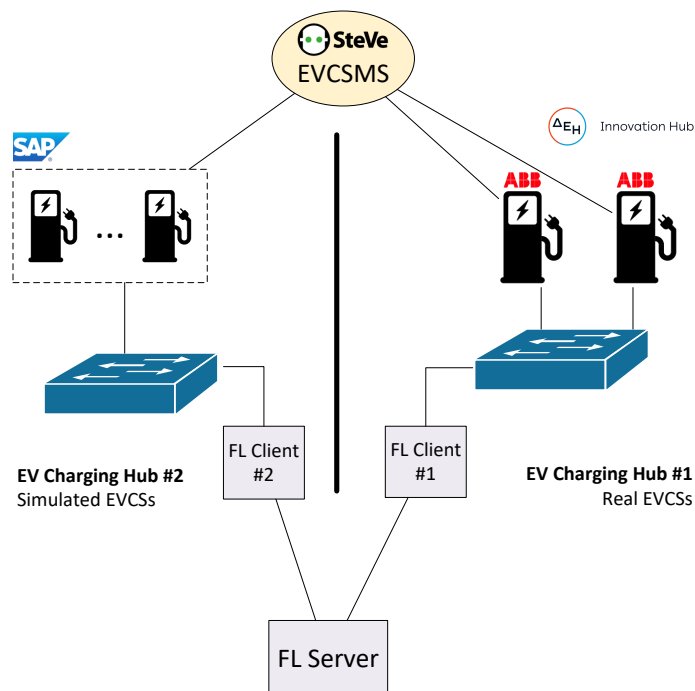 SteVe
EVCSMS
SAP
ΔEH Innovation Hub
ABB
ABB
...
FL Client
#2
FL Client
#1
EV Charging Hub #2
Simulated EVCSs
EV Charging Hub #1
Real EVCSs
FL Server